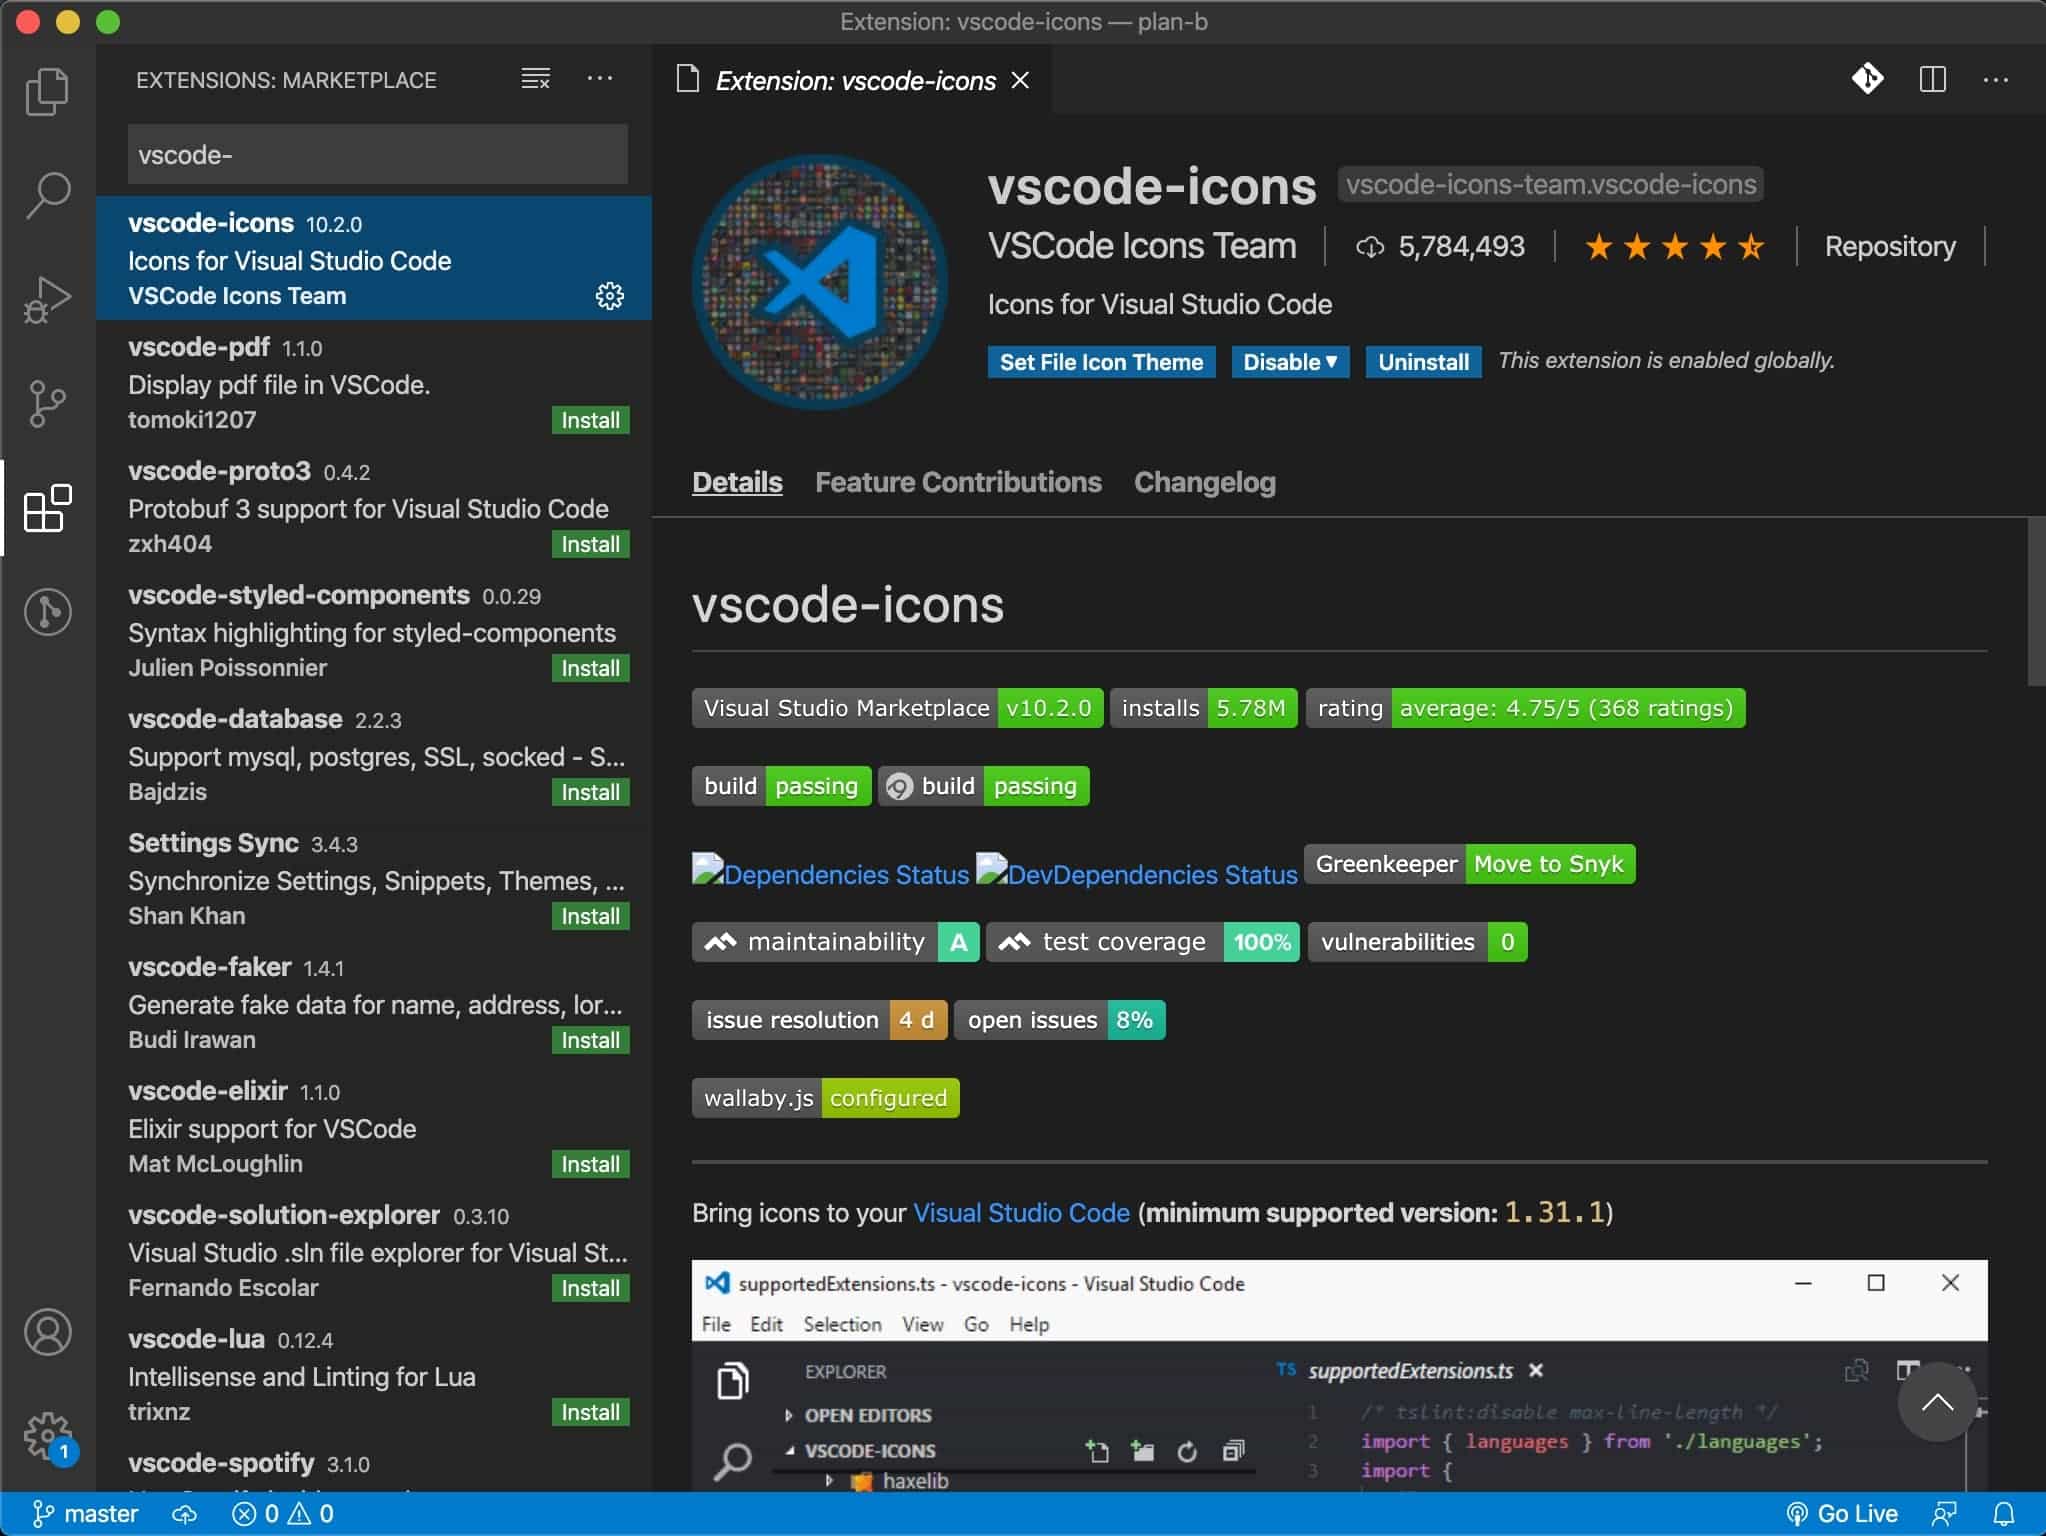 Extension: vscode-icons — plan-b
EXTENSIONS: MARKETPLACE
vscode-
vscode-icons 10.2.0
Icons for Visual Studio Code
VSCode Icons Team
vscode-pdf 1.1.0
Display pdf file in VSCode.
tomoki1207 Install
vscode-proto3 0.4.2
Protobuf 3 support for Visual Studio Code
zxh404 Install
vscode-styled-components 0.0.29
Syntax highlighting for styled-components
Julien Poissonnier Install
vscode-database 2.2.3
Support mysql, postgres, SSL, socked - S...
Bajdzis Install
Settings Sync 3.4.3
Synchronize Settings, Snippets, Themes, ...
Shan Khan Install
vscode-faker 1.4.1
Generate fake data for name, address, lor...
Budi Irawan Install
vscode-elixir 1.1.0
Elixir support for VSCode
Mat McLoughlin Install
vscode-solution-explorer 0.3.10
Visual Studio .sln file explorer for Visual St...
Fernando Escolar Install
vscode-lua 0.12.4
Intellisense and Linting for Lua
trixnz Install
vscode-spotify 3.1.0
1
Extension: vscode-icons
vscode-icons vscode-icons-team.vscode-icons
VSCode Icons Team 5,784,493 Repository
Icons for Visual Studio Code
Set File Icon Theme Disable▼ Uninstall This extension is enabled globally.
Details Feature Contributions Changelog
vscode-icons
Visual Studio Marketplace v10.2.0 installs 5.78M rating average: 4.75/5 (368 ratings)
build passing build passing
Dependencies Status DevDependencies Status Greenkeeper Move to Snyk
maintainability A test coverage 100% vulnerabilities 0
issue resolution 4 d open issues 8%
wallaby.js configured
Bring icons to your Visual Studio Code (minimum supported version: 1.31.1)
supportedExtensions.ts - vscode-icons - Visual Studio Code
File Edit Selection View Go Help
EXPLORER
OPEN EDITORS
VSCODE-ICONS
haxelib
TS supportedExtensions.ts
1 /* tslint:disable max-line-length */
2 import { languages } from './languages';
3 import {
master 0 0 Go Live